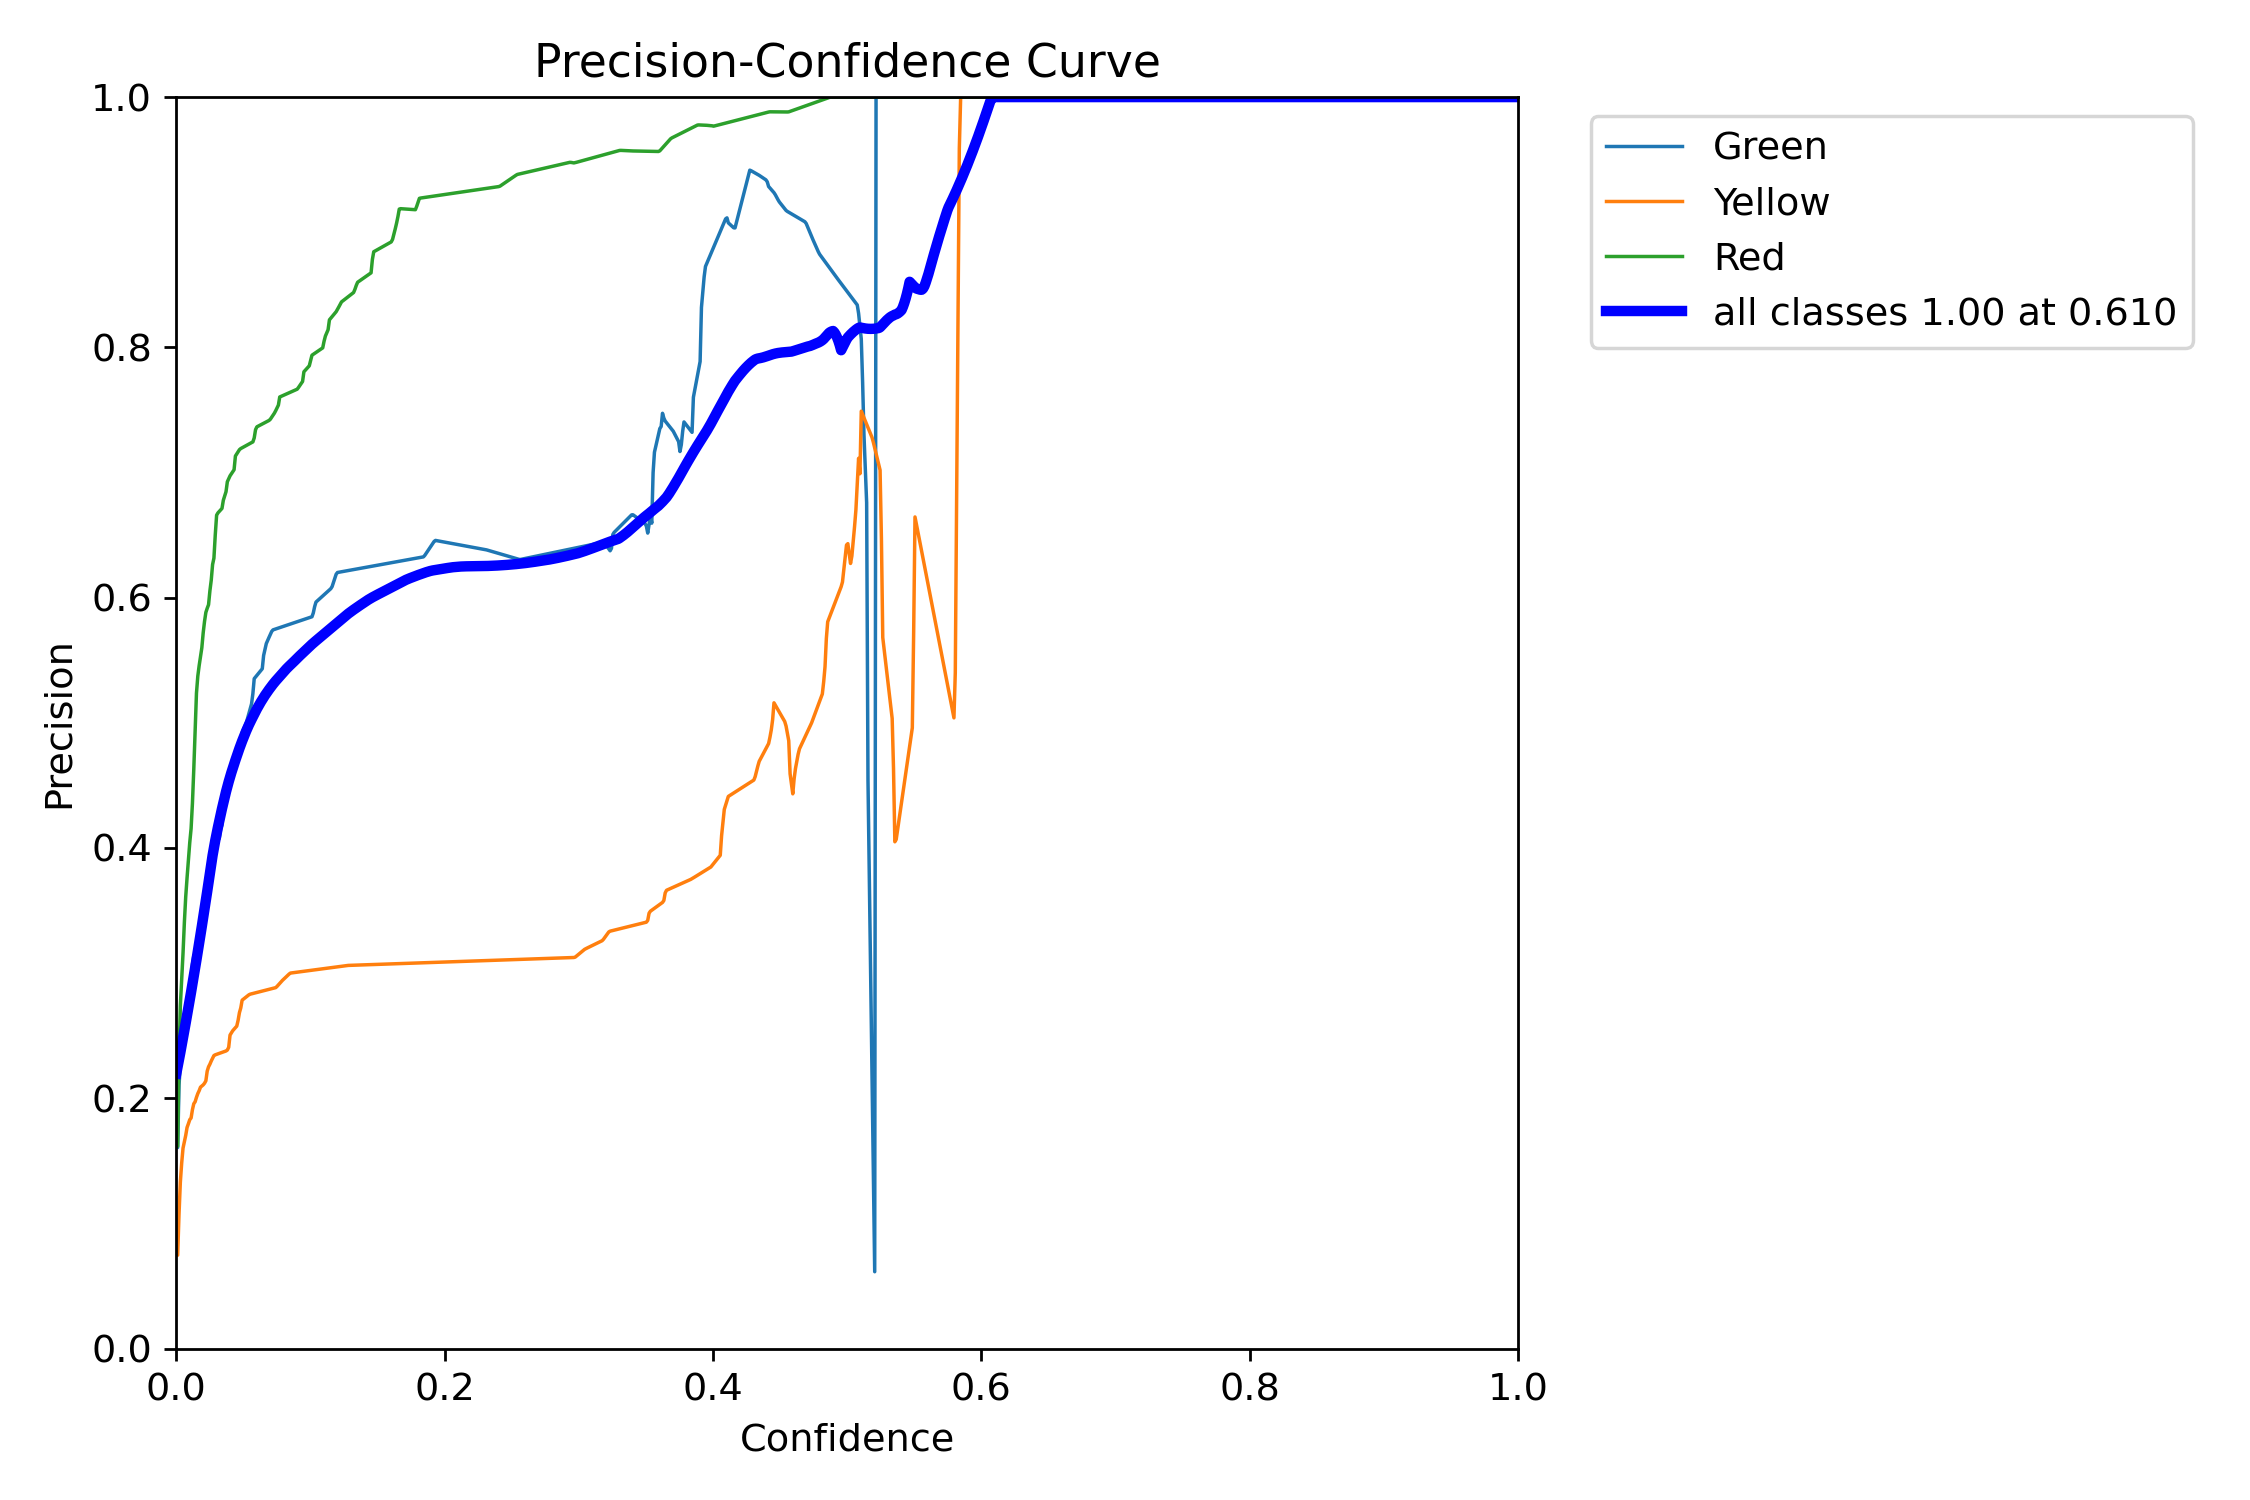 Precision-Confidence Curve
1.0
0.8
0.6
0.4
0.2
0.0
Precision
0.0 0.2 0.4 0.6 0.8 1.0
Confidence
Green
Yellow
Red
all classes 1.00 at 0.610